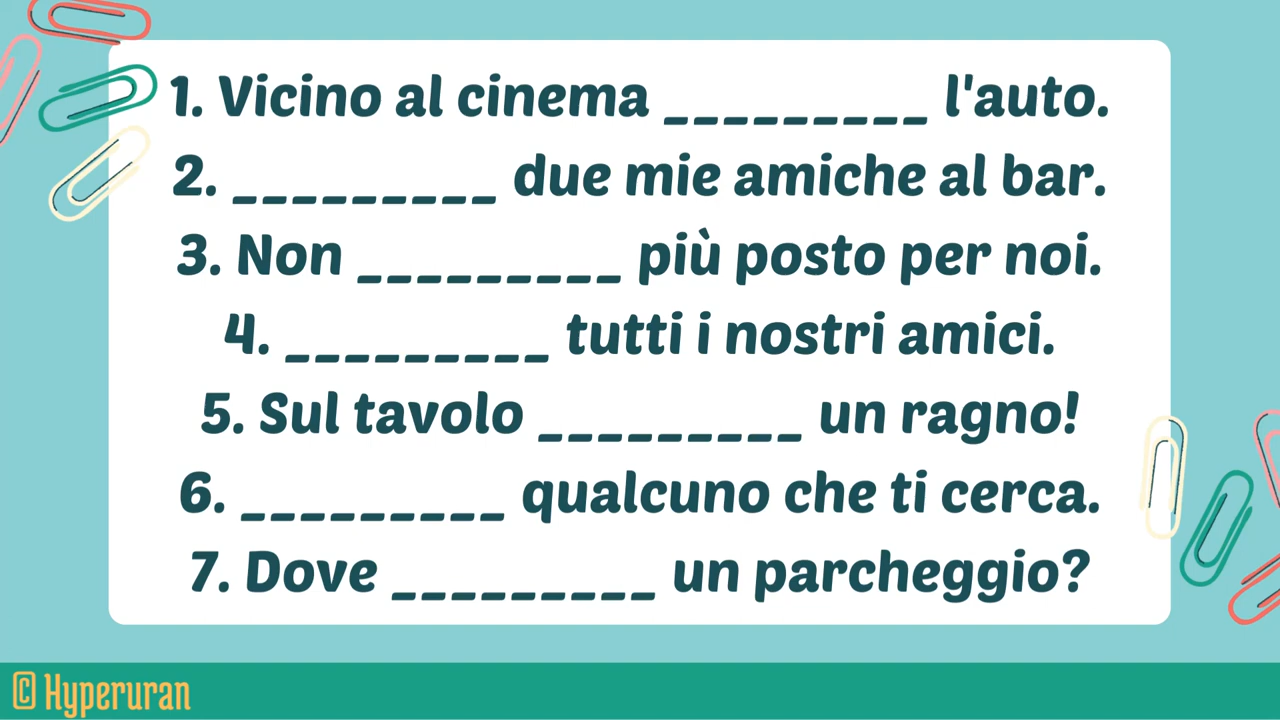 1. Vicino al cinema _________ l'auto.
2. _________ due mie amiche al bar.
3. Non _________ più posto per noi.
4. _________ tutti i nostri amici.
5. Sul tavolo _________ un ragno!
6. _________ qualcuno che ti cerca.
7. Dove _________ un parcheggio?
© Hyperuran